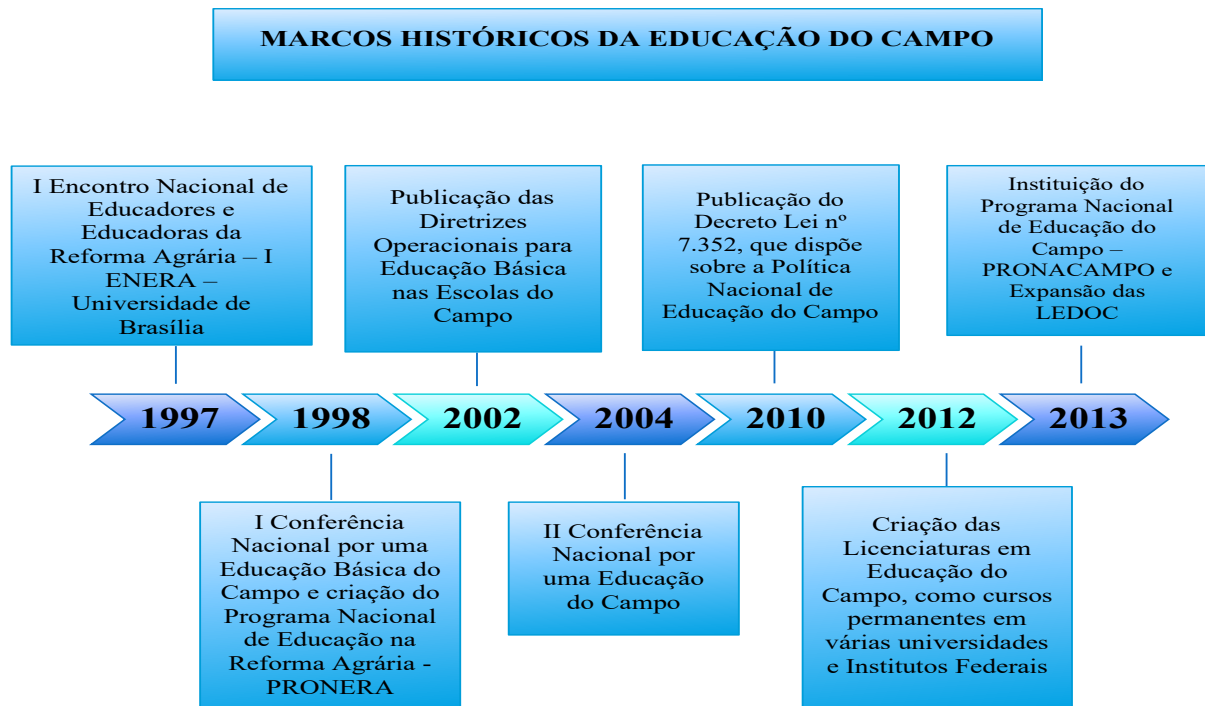 MARCOS HISTÓRICOS DA EDUCAÇÃO DO CAMPO
I Encontro Nacional de
Educadores e
Educadoras da
Reforma Agrária – I
ENERA –
Universidade de
Brasília
Publicação das
Diretrizes
Operacionais para
Educação Básica
nas Escolas do
Campo
Publicação do
Decreto Lei nº
7.352, que dispõe
sobre a Política
Nacional de
Educação do Campo
Instituição do
Programa Nacional
de Educação do
Campo –
PRONACAMPO e
Expansão das
LEDOC
1997
1998
2002
2004
2010
2012
2013
I Conferência
Nacional por uma
Educação Básica do
Campo e criação do
Programa Nacional
de Educação na
Reforma Agrária -
PRONERA
II Conferência
Nacional por
uma Educação
do Campo
Criação das
Licenciaturas em
Educação do
Campo, como cursos
permanentes em
várias universidades
e Institutos Federais